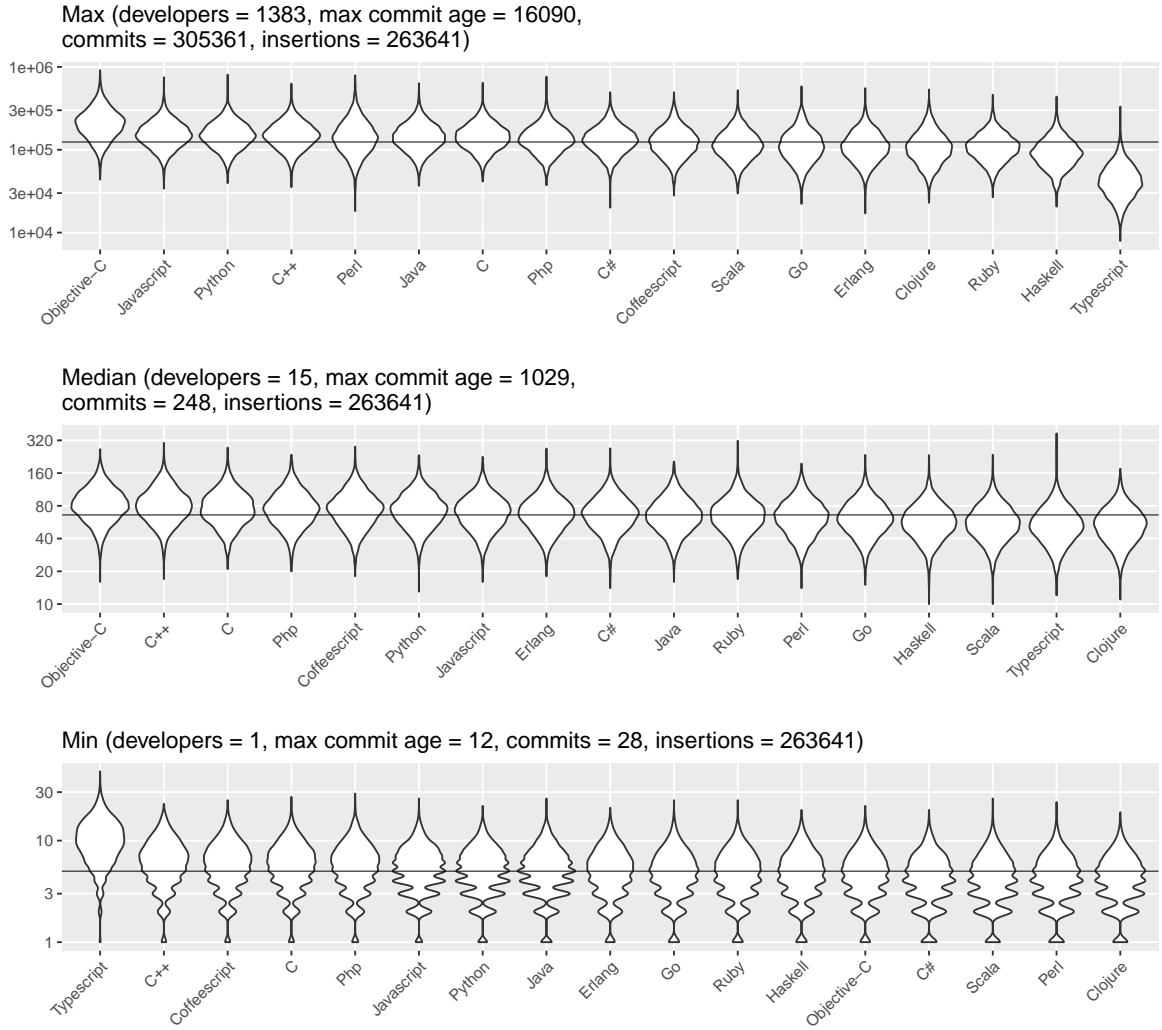 Max (developers = 1383, max commit age = 16090,
commits = 305361, insertions = 263641)
1e+06
3e+05
1e+05
3e+04
1e+04
Objective−C Javascript Python C++ Perl Java C Php C# Coffeescript Scala Go Erlang Clojure Ruby Haskell Typescript
Median (developers = 15, max commit age = 1029,
commits = 248, insertions = 263641)
320
160
80
40
20
10
Objective−C C++ C Php Coffeescript Python Javascript Erlang C# Java Ruby Perl Go Haskell Scala Typescript Clojure
Min (developers = 1, max commit age = 12, commits = 28, insertions = 263641)
30
10
3
1
Typescript C++ Coffeescript C Php Javascript Python Java Erlang Go Ruby Haskell Objective−C C# Scala Perl Clojure